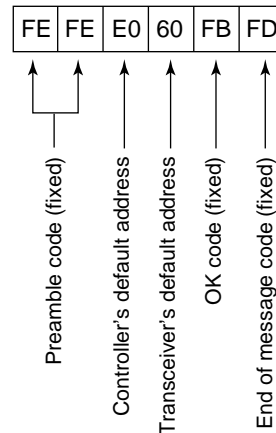 FE FE E0 60 FB FD
Preamble code (fixed)
Controller's default address
Transceiver's default address
OK code (fixed)
End of message code (fixed)